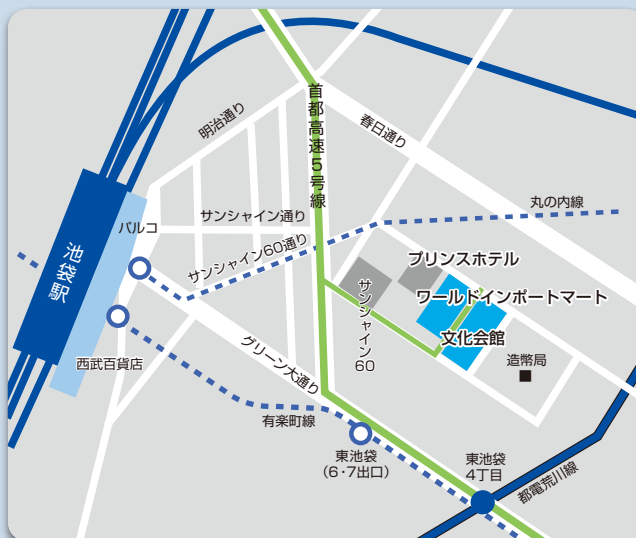 首都高速5号線
明治通り
春日通り
丸の内線
サンシャイン通り
パルコ
サンシャイン60通り
池袋駅
プリンスホテル
ワールドインポートマート
サンシャイン
60
文化会館
造幣局
グリーン大通り
西武百貨店
有楽町線
東池袋
(6・7出口)
東池袋
4丁目
都電荒川線